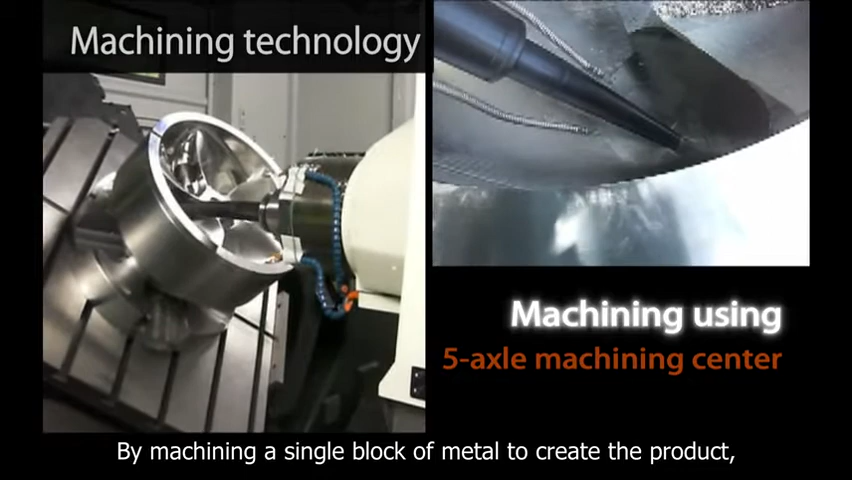 Machining technology
Machining using
5-axle machining center
By machining a single block of metal to create the product,